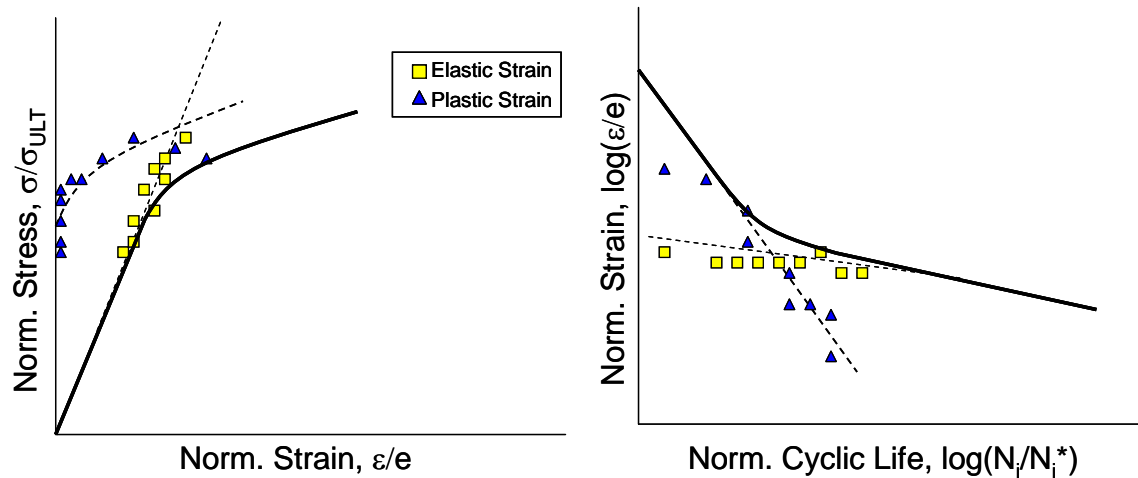 Norm. Stress, σ/σULT
Elastic Strain
Plastic Strain
Norm. Strain, ε/e
Norm. Strain, log(ε/e)
Norm. Cyclic Life, log(Ni/Ni*)